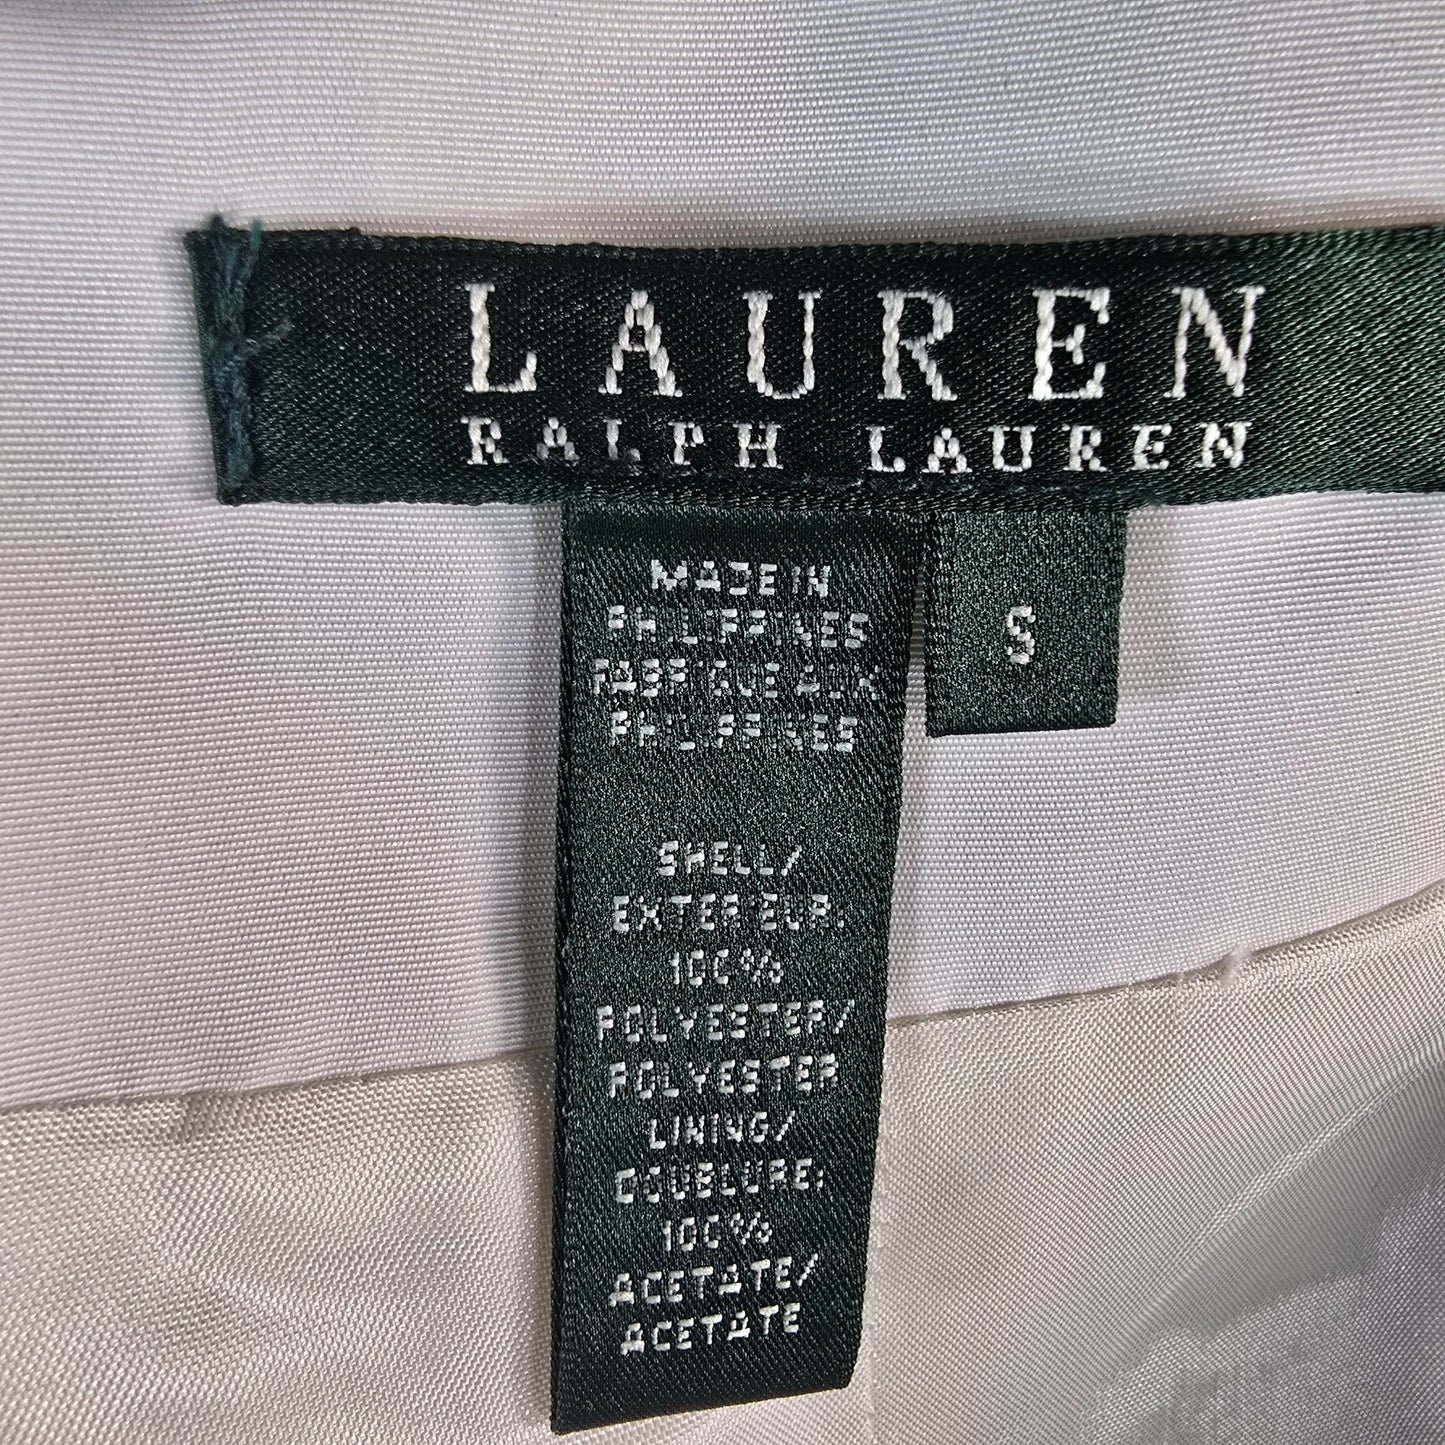 LAUREN
RALPH LAUREN
MADE IN
PHILIPPINES
FABRIQUE AUX
PHILIPPINES
S
SHELL/
EXTERIEUR:
100%
POLYESTER/
POLYESTER
LINING/
DOUBLURE:
100%
ACETATE/
ACETATE